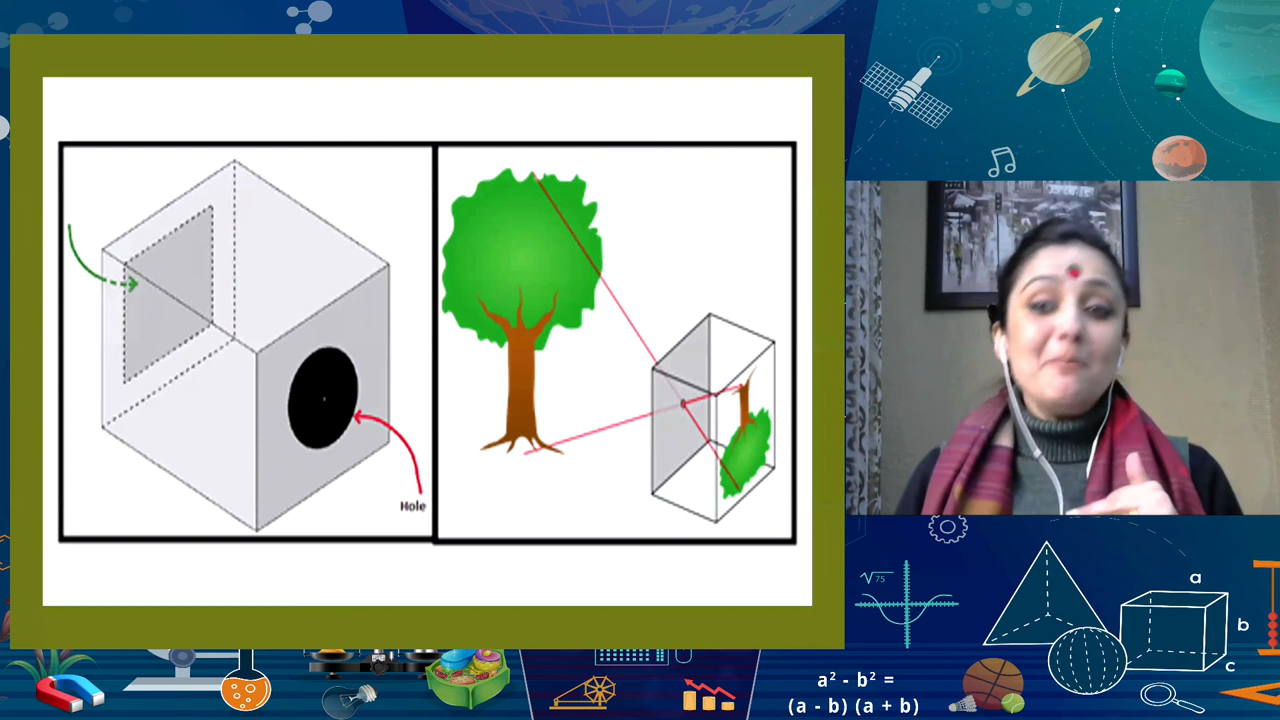 Hole
√75
a
b
c
a² - b² =
(a - b) (a + b)